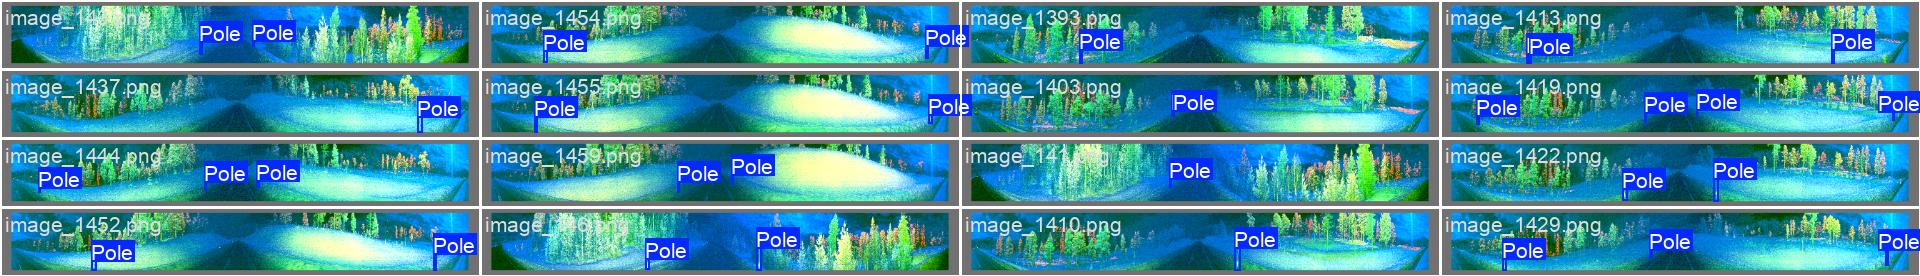 Pole Pole
image_1454.png
Pole Pole
image_1393.png
Pole
image_1413.png
Pole Pole
image_1437.png
Pole
image_1455.png
Pole Pole
image_1403.png
Pole
image_1419.png
Pole Pole Pole Pole
image_1444.png
Pole Pole Pole
image_1459.png
Pole Pole
Pole
image_1422.png
Pole Pole
image_1452.png
Pole Pole
Pole Pole
image_1410.png
Pole
image_1429.png
Pole Pole Pole